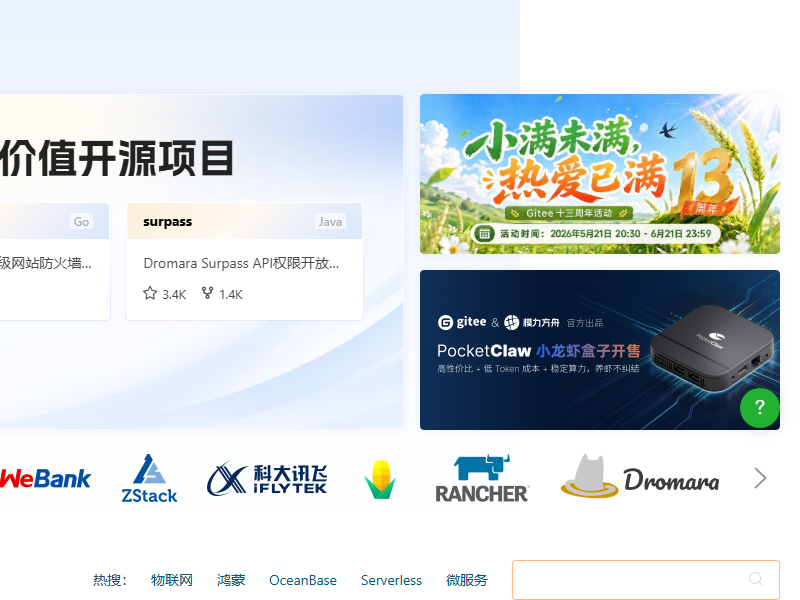 价值开源项目
Go
级网站防火墙...
surpass
Java
Dromara Surpass API权限开放...
3.4K
1.4K
小满未满,
热爱已满
13
周年
Gitee 十三周年活动
活动时间：2026年5月21日 20:30 - 6月21日 23:59
gitee & 模力方舟 官方出品
PocketClaw 小龙虾盒子开售
高性价比 + 低 Token 成本 + 稳定算力，养虾不纠结
PocketClaw
?
WeBank
ZStack
科大讯飞
iFLYTEK
RANCHER
Dromara
热搜：
物联网
鸿蒙
OceanBase
Serverless
微服务